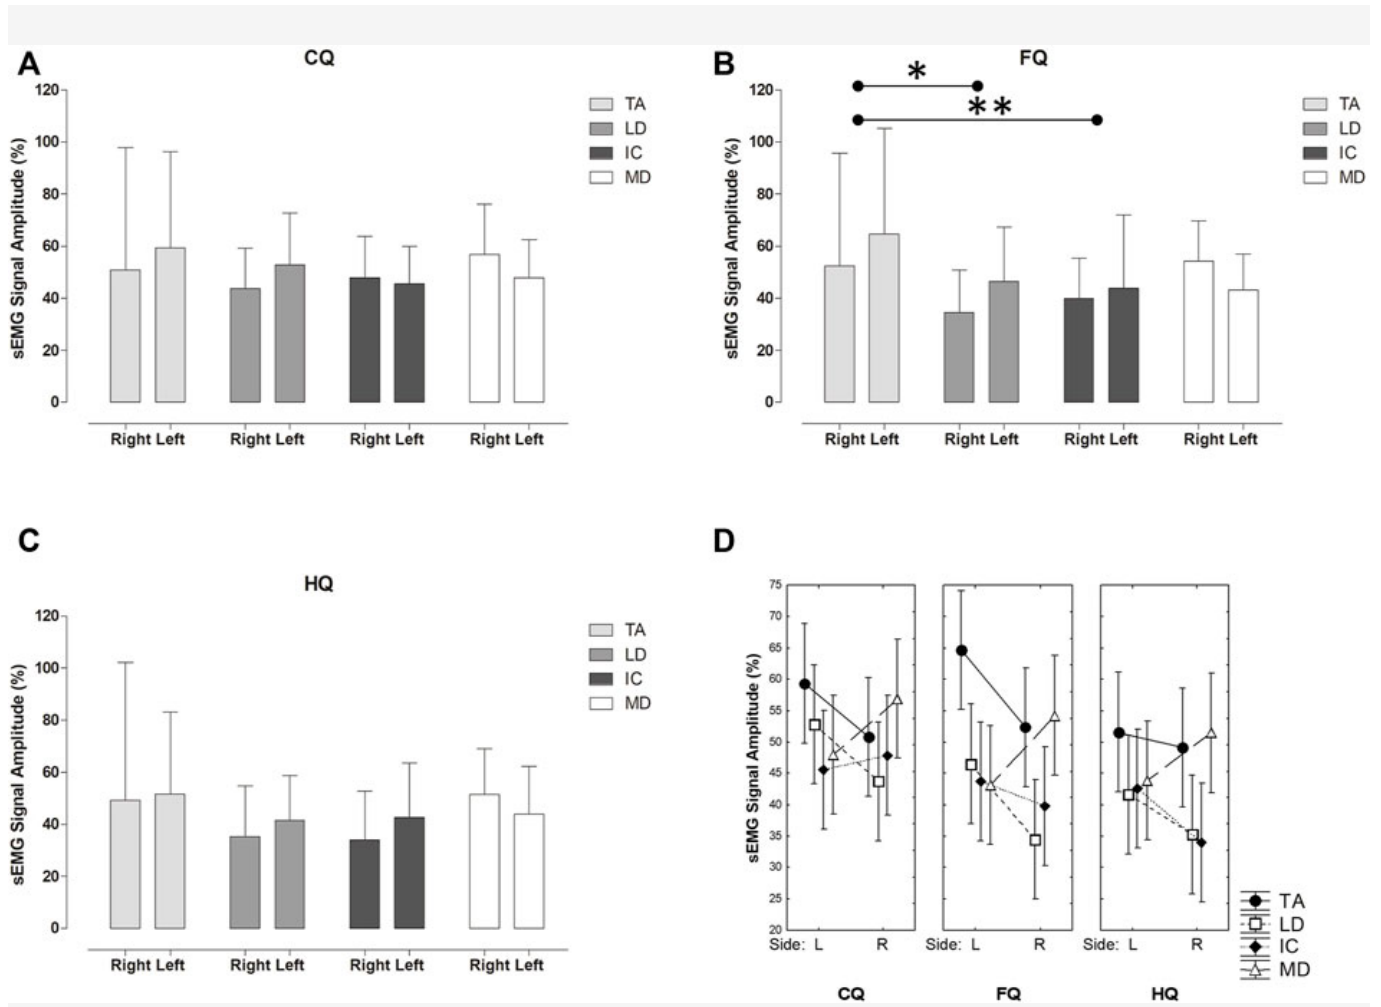 A
CQ
sEMG Signal Amplitude (%)
120
100
80
60
40
20
0
TA
LD
IC
MD
Right Left Right Left Right Left Right Left
B
FQ
*
**
sEMG Signal Amplitude (%)
120
100
80
60
40
20
0
TA
LD
IC
MD
Right Left Right Left Right Left Right Left
C
HQ
sEMG Signal Amplitude (%)
120
100
80
60
40
20
0
TA
LD
IC
MD
Right Left Right Left Right Left Right Left
D
sEMG Signal Amplitude (%)
75
70
65
60
55
50
45
40
35
30
25
20
Side: L R Side: L R Side: L R
CQ FQ HQ
TA
LD
IC
MD